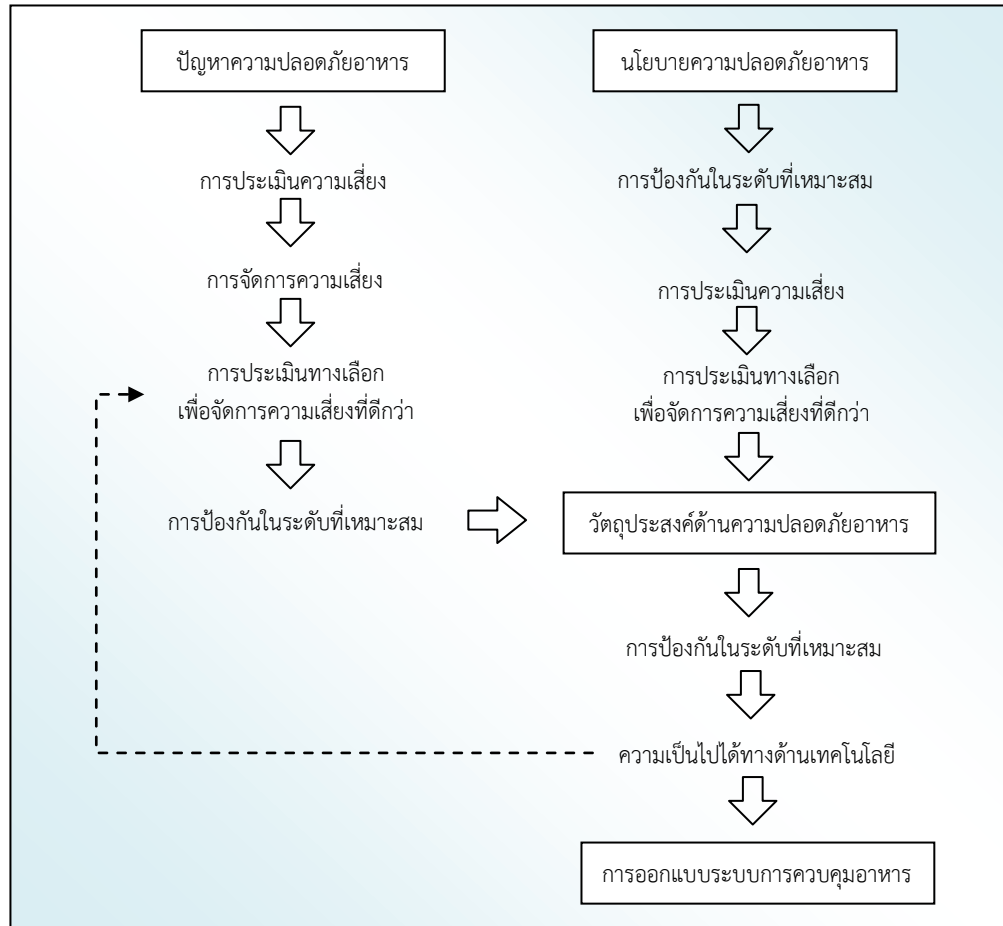 ปัญหาความปลอดภัยอาหาร
การประเมินความเสี่ยง
การจัดการความเสี่ยง
การประเมินทางเลือก
เพื่อจัดการความเสี่ยงที่ดีกว่า
การป้องกันในระดับที่เหมาะสม
นโยบายความปลอดภัยอาหาร
การป้องกันในระดับที่เหมาะสม
การประเมินความเสี่ยง
การประเมินทางเลือก
เพื่อจัดการความเสี่ยงที่ดีกว่า
วัตถุประสงค์ด้านความปลอดภัยอาหาร
การป้องกันในระดับที่เหมาะสม
ความเป็นไปได้ทางด้านเทคโนโลยี
การออกแบบระบบการควบคุมอาหาร